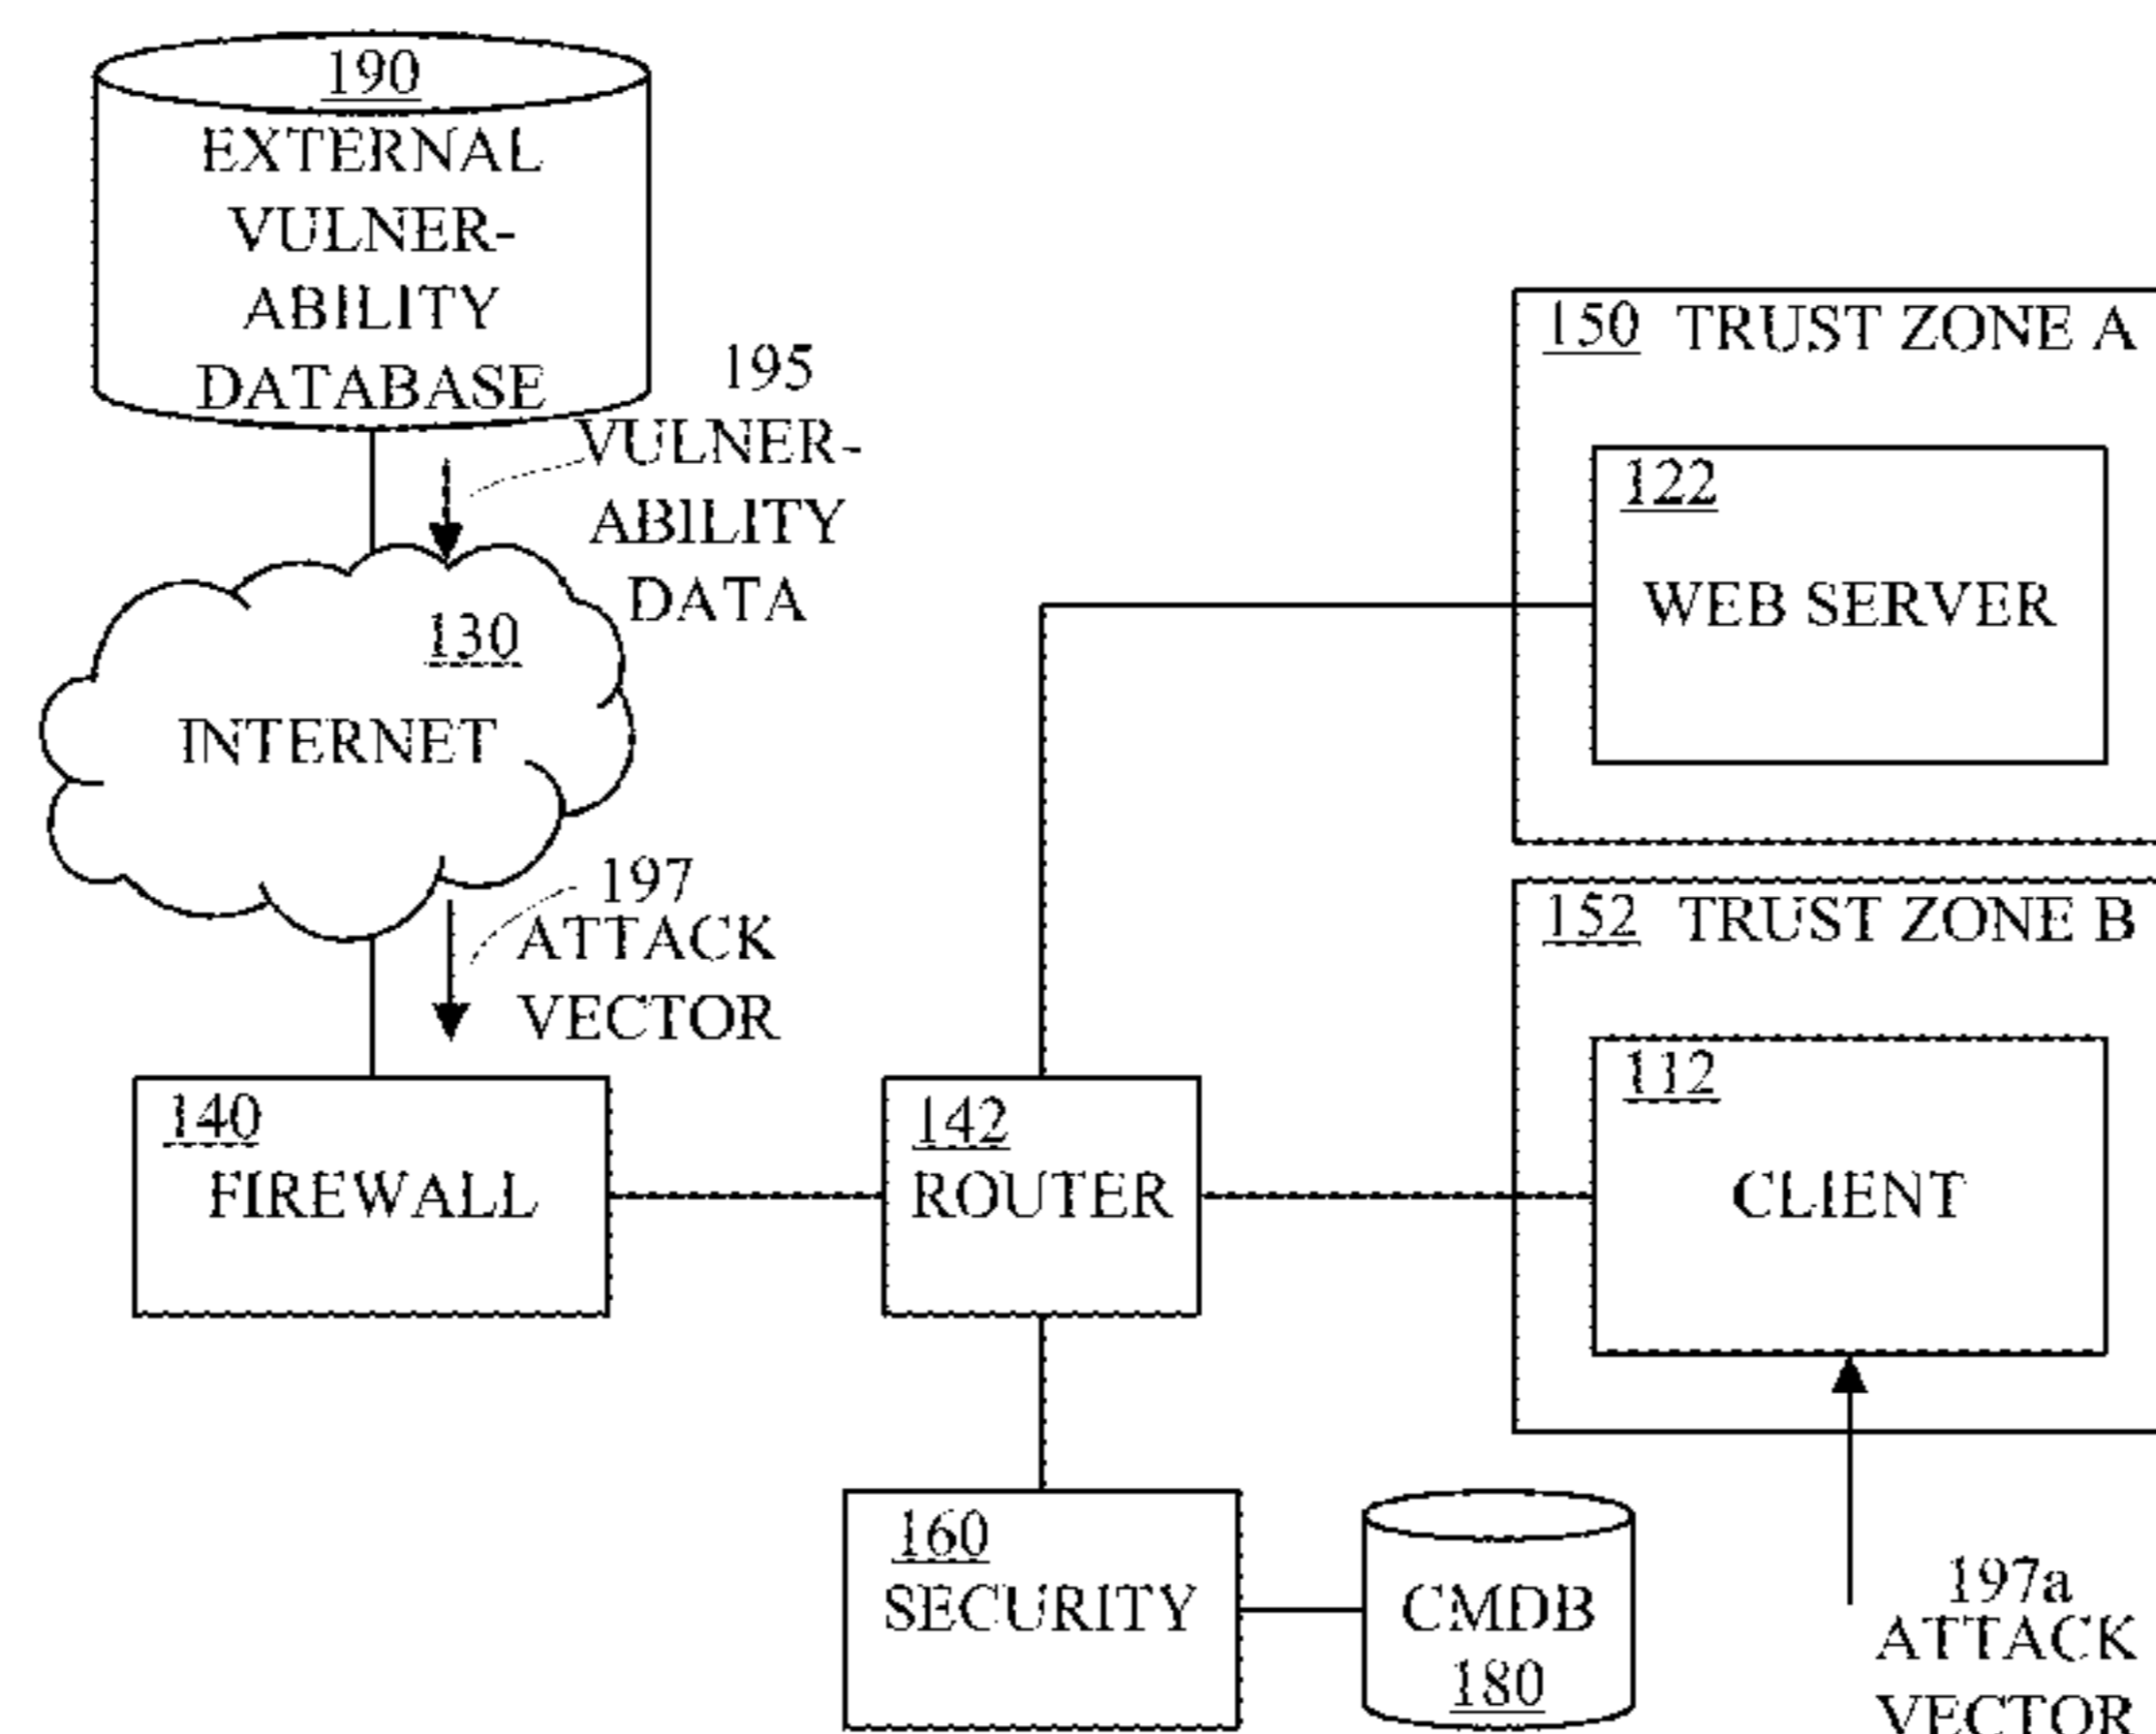 190
EXTERNAL
VULNER-
ABILITY
DATABASE
195
VULNER-
ABILITY
DATA
130
INTERNET
197
ATTACK
VECTOR
150 TRUST ZONE A
122
WEB SERVER
152 TRUST ZONE B
112
CLIENT
140
FIREWALL
142
ROUTER
160
SECURITY
CMDB
180
197a
ATTACK
VECTOR